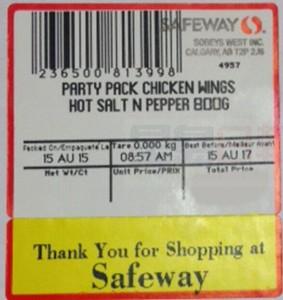 SAFEWAY
SOBEYS WEST INC.
CALGARY, AB T2P 2J6
4957
236500 813998
PARTY PACK CHICKEN WINGS
HOT SALT N PEPPER 800G
Packed On/Empaqueté Le Tare 0.000 kg Best Before/Meilleur Avant
15 AU 15 08:57 AM 15 AU 17
Net Wt/Ct Unit Price/PRIX Total Price
Thank You for Shopping at
Safeway